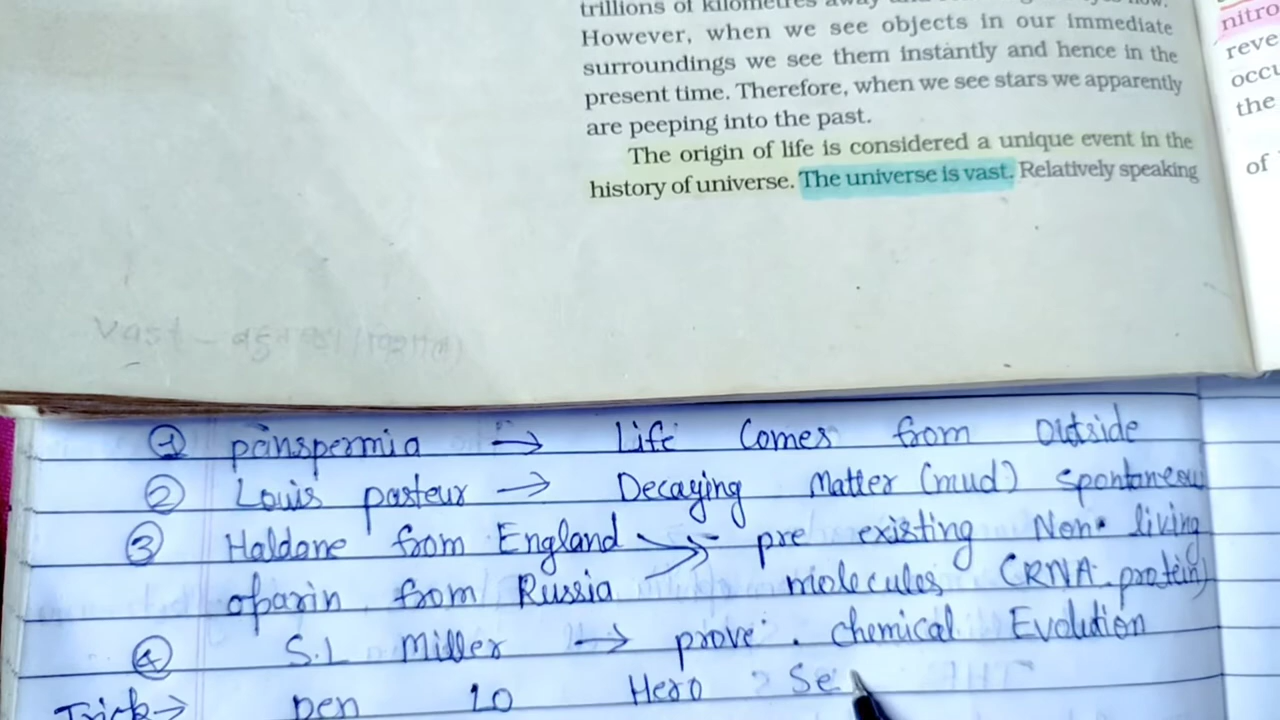 trillions of kilometres away
However, when we see objects in our immediate
surroundings we see them instantly and hence in the
present time. Therefore, when we see stars we apparently
are peeping into the past.
The origin of life is considered a unique event in the
history of universe. The universe is vast. Relatively speaking
nitro
reve
occu
the
of
Vast -
① panspermia → Life Comes from Outside
② Louis pasteur → Decaying Matter (mud) spontaneou
③ Haldane from England → pre existing Non living
oparin from Russia → molecules (RNA. protein)
④ S.L Miller → prove . chemical Evolution
Trick → pen 10 Hero Se